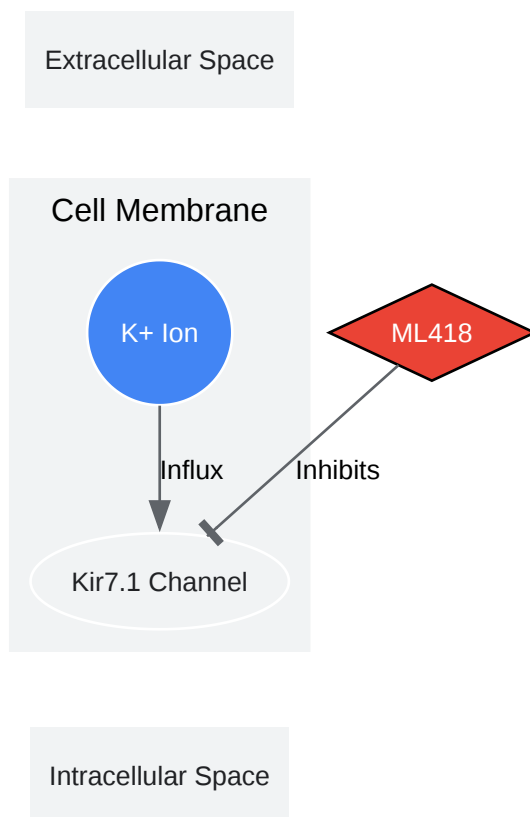 Extracellular Space
Cell Membrane
K+ Ion
ML418
Influx
Inhibits
Kir7.1 Channel
Intracellular Space